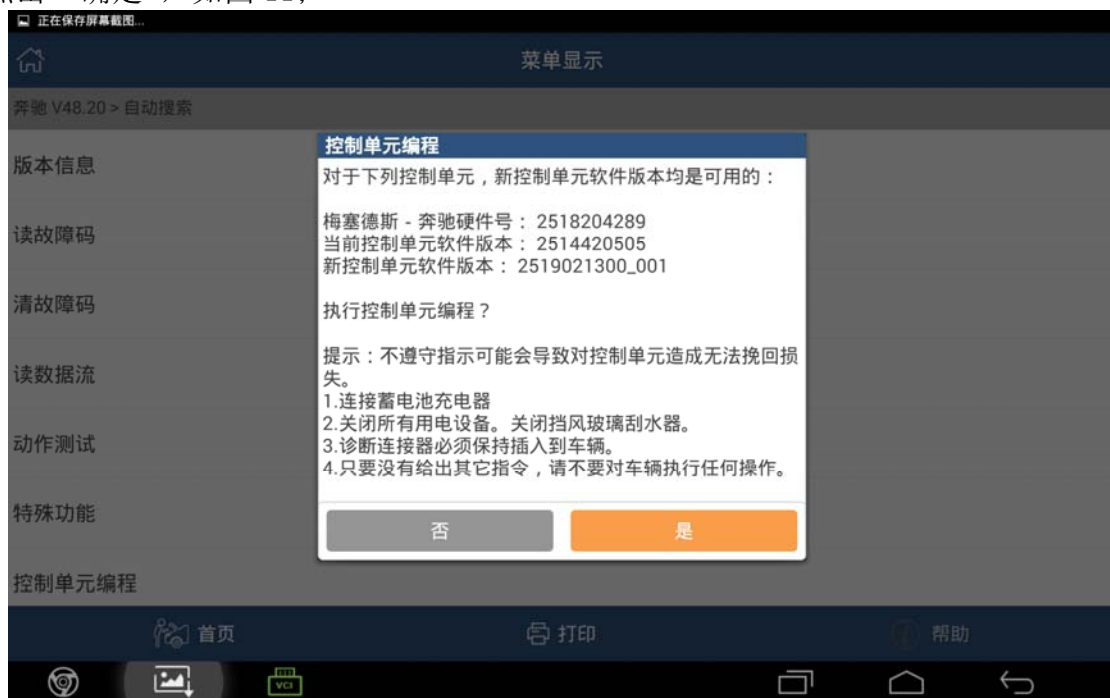 正在保存屏幕截图...
菜单显示
奔驰 V48.20 > 自动搜索
版本信息
读故障码
清故障码
读数据流
动作测试
特殊功能
控制单元编程
控制单元编程
对于下列控制单元，新控制单元软件版本均是可用的：
梅塞德斯 - 奔驰硬件号： 2518204289
当前控制单元软件版本： 2514420505
新控制单元软件版本： 2519021300_001
执行控制单元编程？
提示：不遵守指示可能会导致对控制单元造成无法挽回损
失。
1.连接蓄电池充电器
2.关闭所有用电设备。关闭挡风玻璃刮水器。
3.诊断连接器必须保持插入到车辆。
4.只要没有给出其它指令，请不要对车辆执行任何操作。
否
是
首页
打印
帮助
VCI